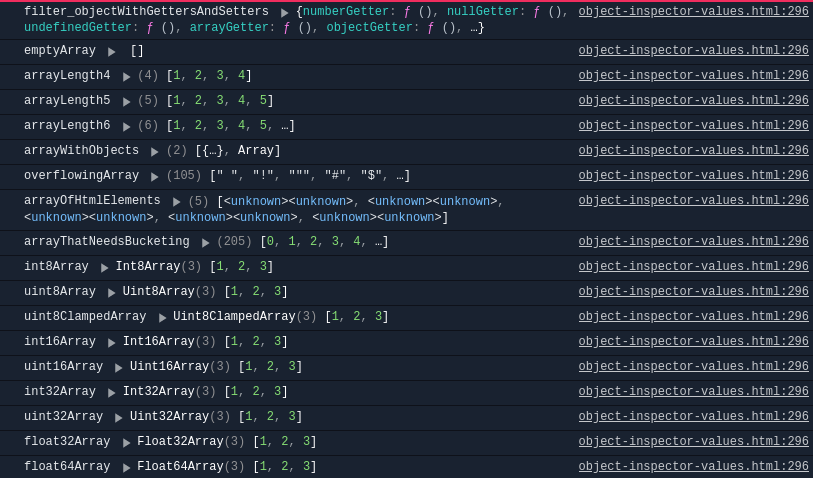 filter_objectWithGettersAndSetters ▶ {numberGetter: ƒ (), nullGetter: ƒ (), object-inspector-values.html:296
undefinedGetter: ƒ (), arrayGetter: ƒ (), objectGetter: ƒ (), …}
emptyArray ▶ [] object-inspector-values.html:296
arrayLength4 ▶ (4) [1, 2, 3, 4] object-inspector-values.html:296
arrayLength5 ▶ (5) [1, 2, 3, 4, 5] object-inspector-values.html:296
arrayLength6 ▶ (6) [1, 2, 3, 4, 5, …] object-inspector-values.html:296
arrayWithObjects ▶ (2) [{…}, Array] object-inspector-values.html:296
overflowingArray ▶ (105) [" ", "!", """, "#", "$", …] object-inspector-values.html:296
arrayOfHtmlElements ▶ (5) [<unknown><unknown>, <unknown><unknown>, object-inspector-values.html:296
<unknown><unknown>, <unknown><unknown>, <unknown><unknown>]
arrayThatNeedsBucketing ▶ (205) [0, 1, 2, 3, 4, …] object-inspector-values.html:296
int8Array ▶ Int8Array(3) [1, 2, 3] object-inspector-values.html:296
uint8Array ▶ Uint8Array(3) [1, 2, 3] object-inspector-values.html:296
uint8ClampedArray ▶ Uint8ClampedArray(3) [1, 2, 3] object-inspector-values.html:296
int16Array ▶ Int16Array(3) [1, 2, 3] object-inspector-values.html:296
uint16Array ▶ Uint16Array(3) [1, 2, 3] object-inspector-values.html:296
int32Array ▶ Int32Array(3) [1, 2, 3] object-inspector-values.html:296
uint32Array ▶ Uint32Array(3) [1, 2, 3] object-inspector-values.html:296
float32Array ▶ Float32Array(3) [1, 2, 3] object-inspector-values.html:296
float64Array ▶ Float64Array(3) [1, 2, 3] object-inspector-values.html:296